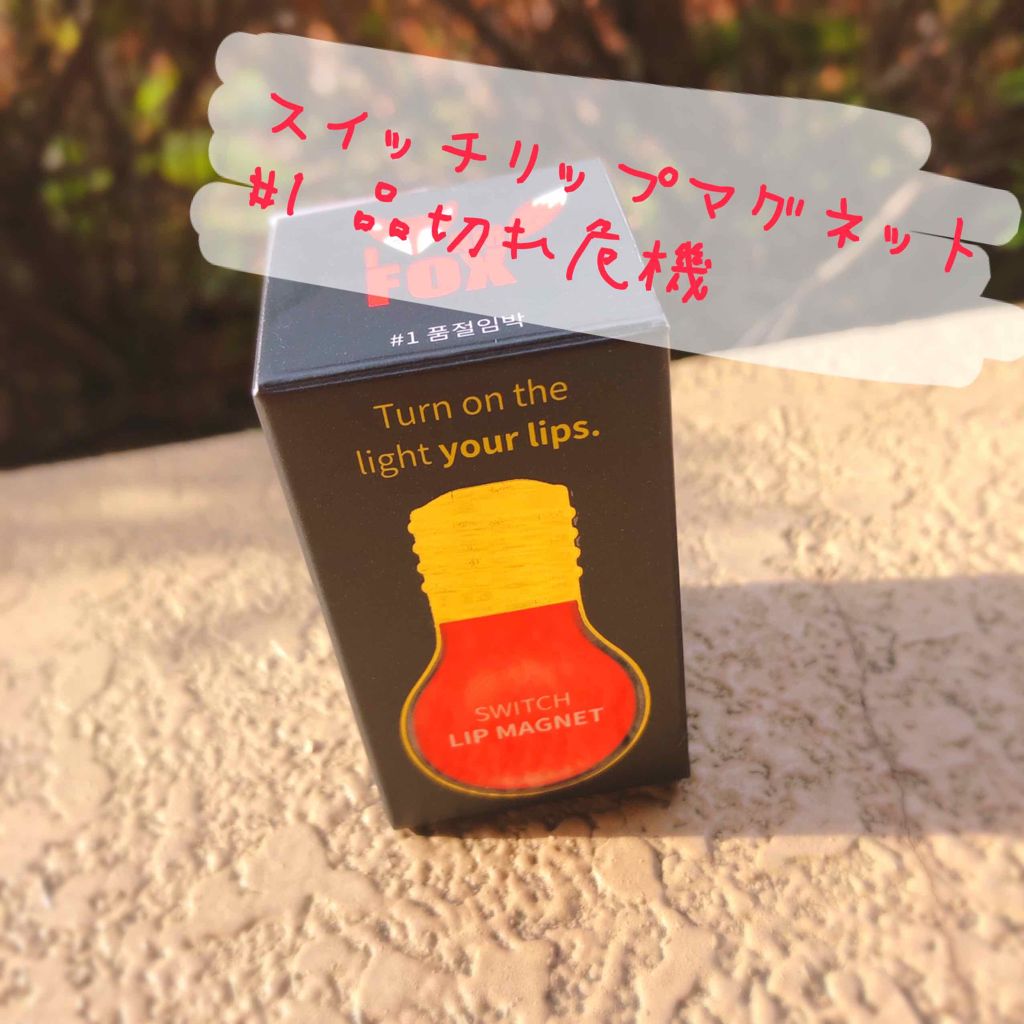 スイッチリップマグネット
#1 品切れ危機
FOX
#1 품절임박
Turn on the
light your lips.
SWITCH
LIP MAGNET